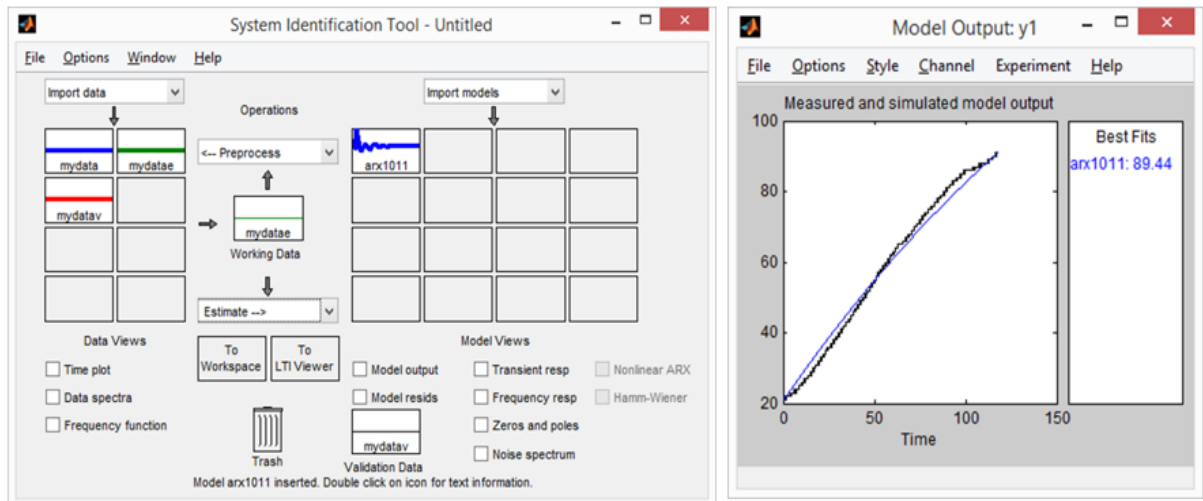 System Identification Tool - Untitled
File Options Window Help
Import data
Operations
Import models
mydata
mydatae
<-- Preprocess
arx1011
mydatav
mydatae
Working Data
Estimate -->
Data Views
To Workspace
To LTI Viewer
Model Views
Time plot
Data spectra
Frequency function
Model output
Model resids
Transient resp
Frequency resp
Zeros and poles
Noise spectrum
Nonlinear ARX
Hamm-Wiener
Trash
mydatav
Validation Data
Model arx1011 inserted. Double click on icon for text information.
Model Output: y1
File Options Style Channel Experiment Help
Measured and simulated model output
100
80
60
40
20
0 50 100 150
Time
Best Fits
arx1011: 89.44